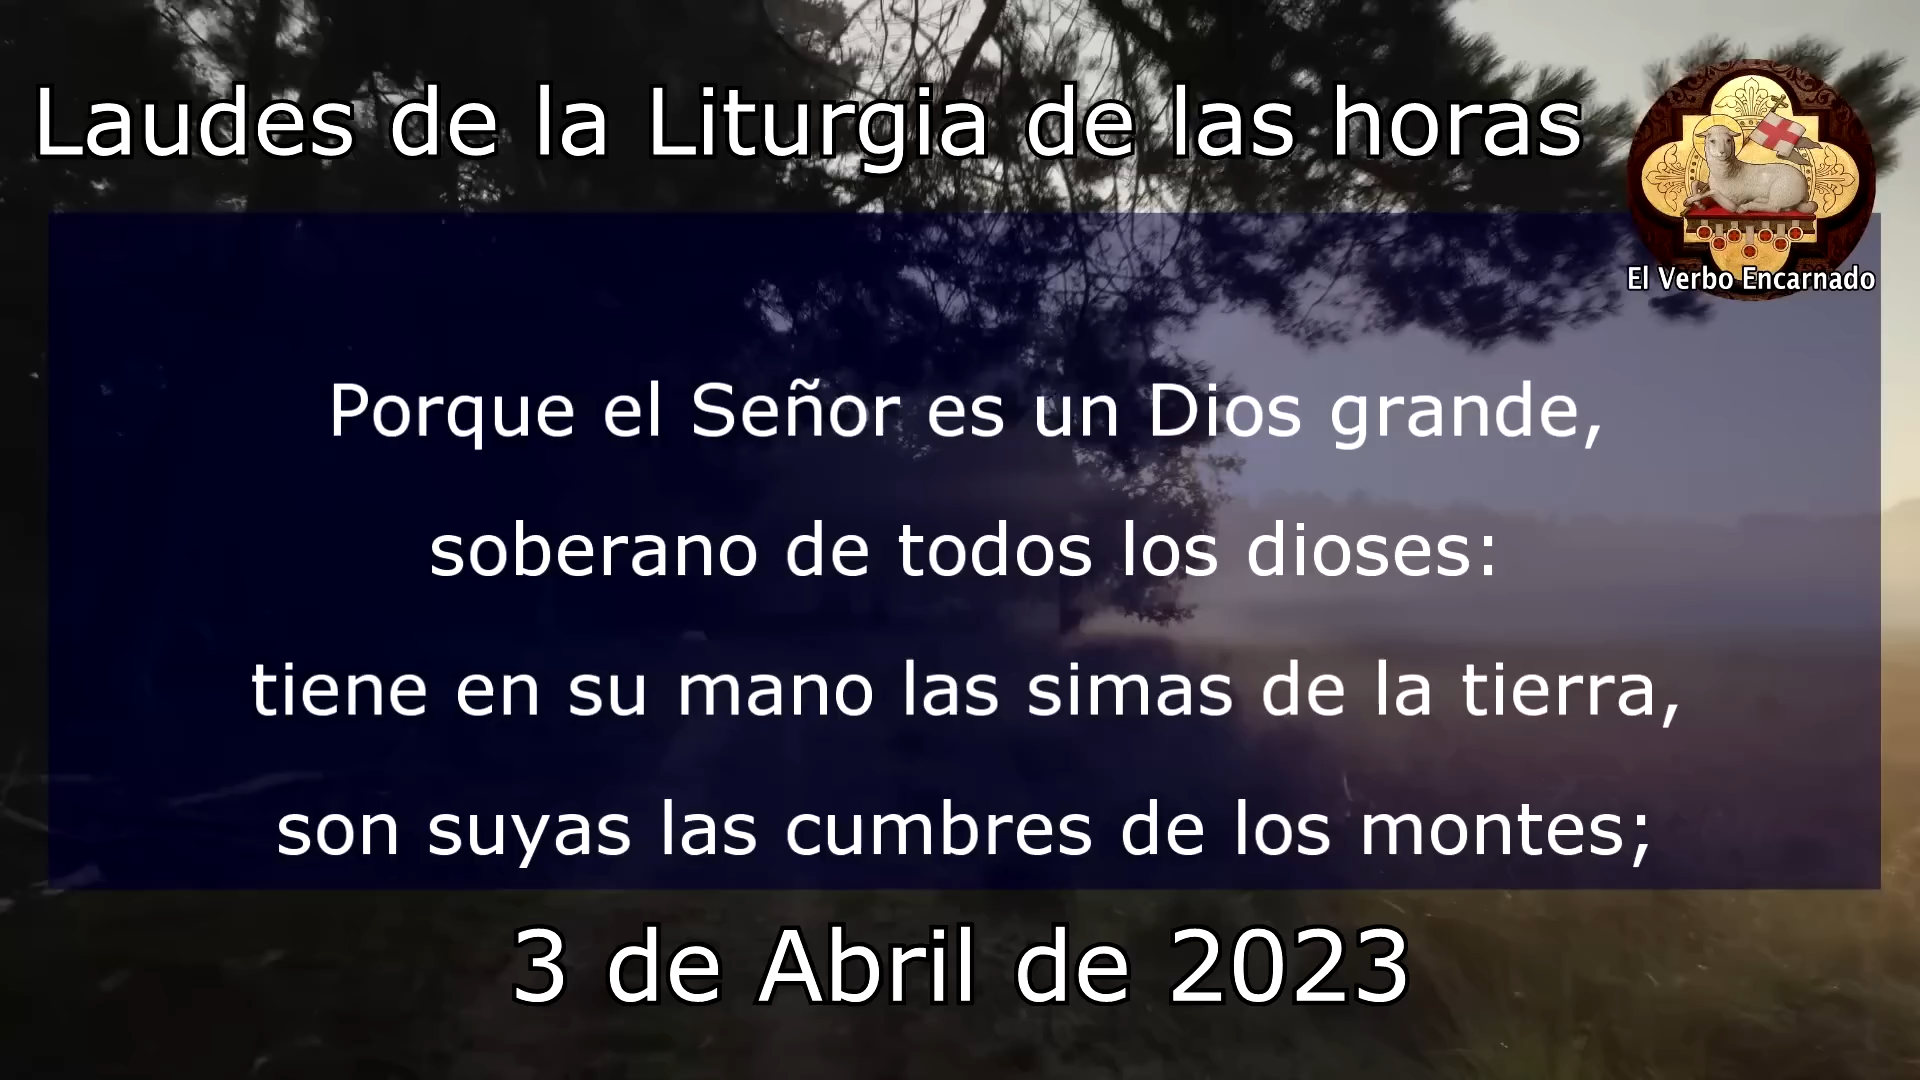 Laudes de la Liturgia de las horas
El Verbo Encarnado
Porque el Señor es un Dios grande,
soberano de todos los dioses:
tiene en su mano las simas de la tierra,
son suyas las cumbres de los montes;
3 de Abril de 2023